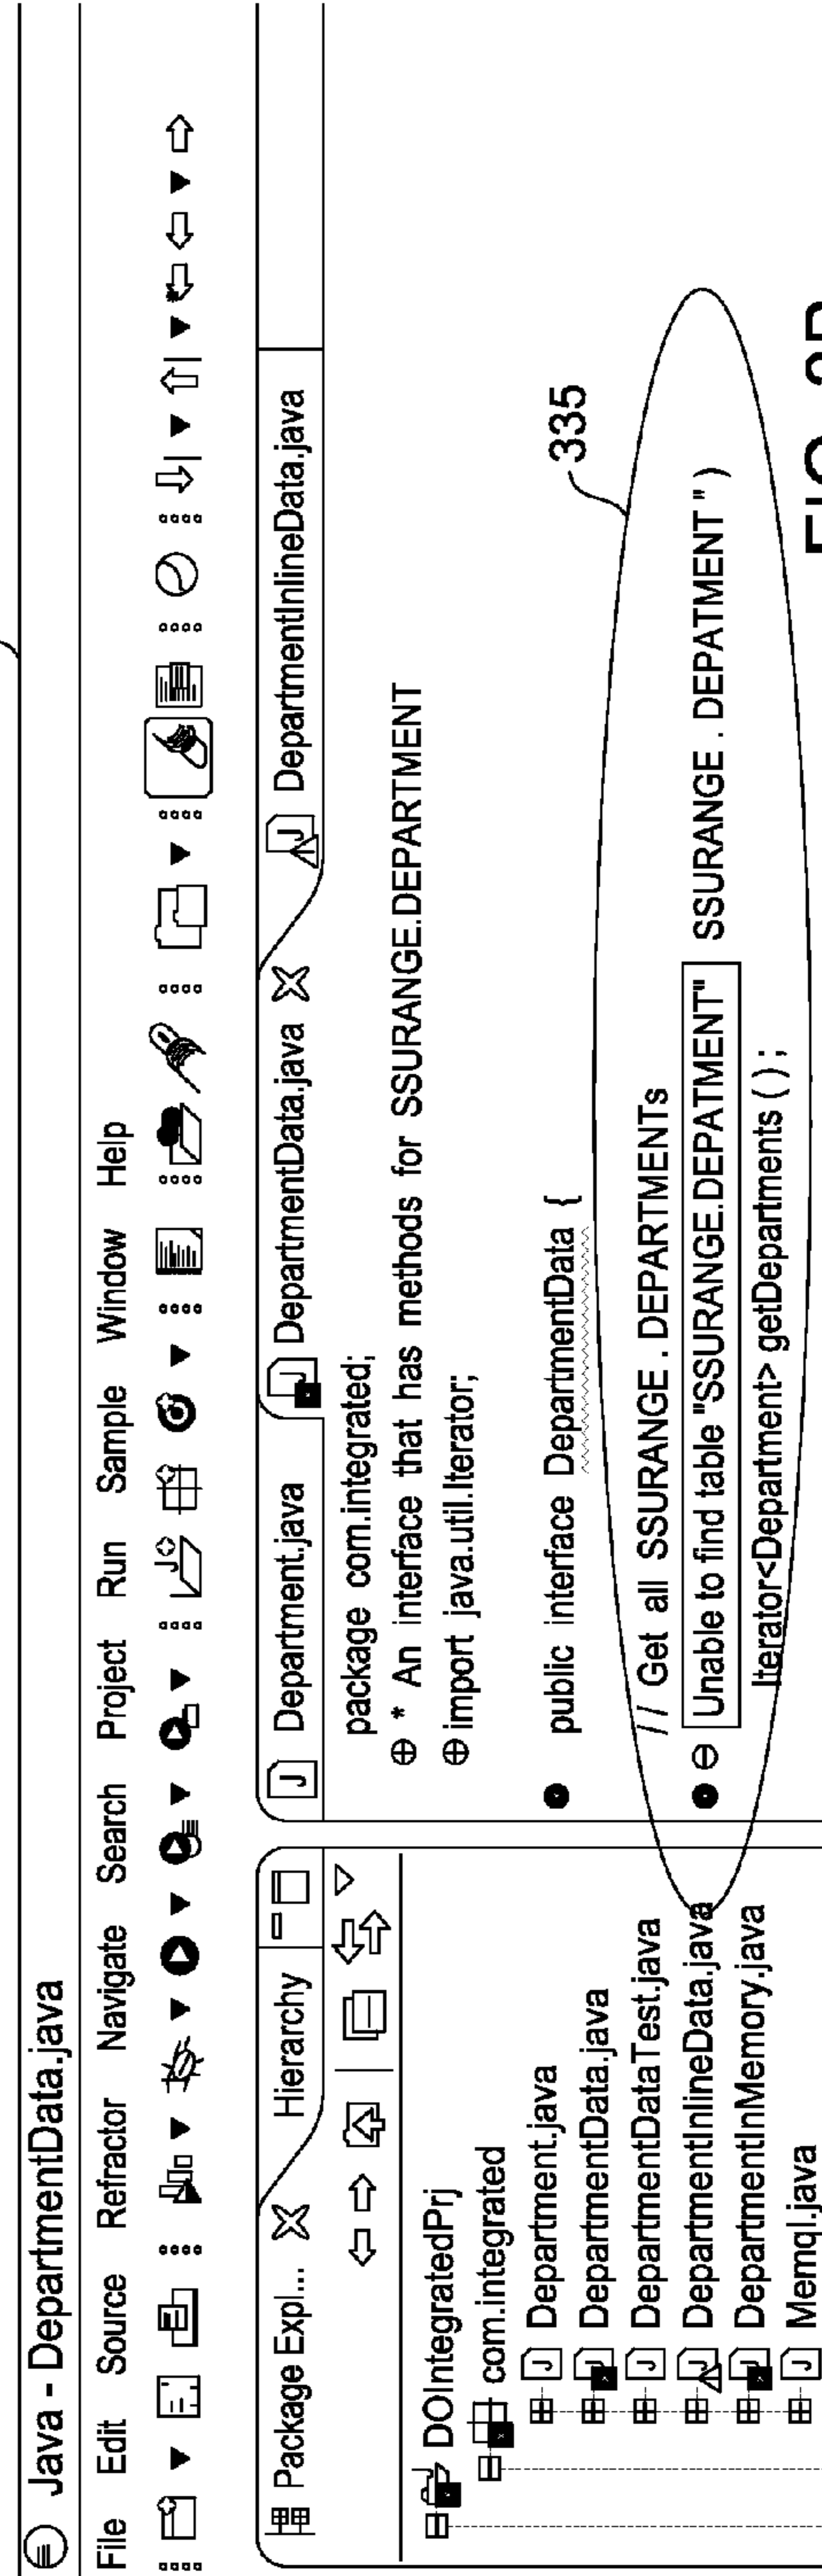 Java - DepartmentData.java
File Edit Source Refractor Navigate Search Project Run Sample Window Help
Package Expl... Hierarchy
DOIntegratedPrj
com.integrated
Department.java
DepartmentData.java
DepartmentDataTest.java
DepartmentInlineData.java
DepartmentInMemory.java
Memql.java
Department.java DepartmentData.java DepartmentInlineData.java
package com.integrated;
* An interface that has methods for SSURANGE.DEPARTMENT
import java.util.Iterator;
public interface DepartmentData {
335
// Get all SSURANGE . DEPARTMENTs
Unable to find table "SSURANGE.DEPATMENT" SSURANGE . DEPATMENT " )
Iterator<Department> getDepartments ( ) ;